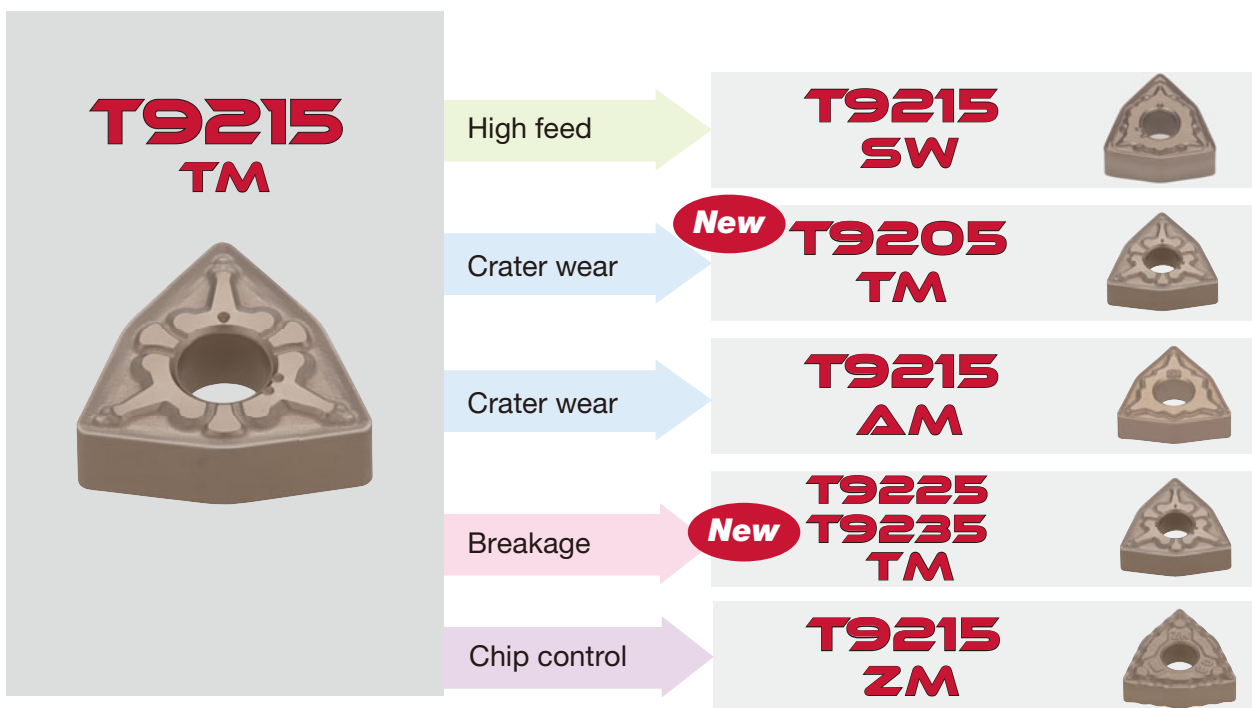 T9215
TM
High feed
T9215
SW
Crater wear
New
T9205
TM
Crater wear
T9215
AM
Breakage
New
T9225
T9235
TM
Chip control
T9215
ZM